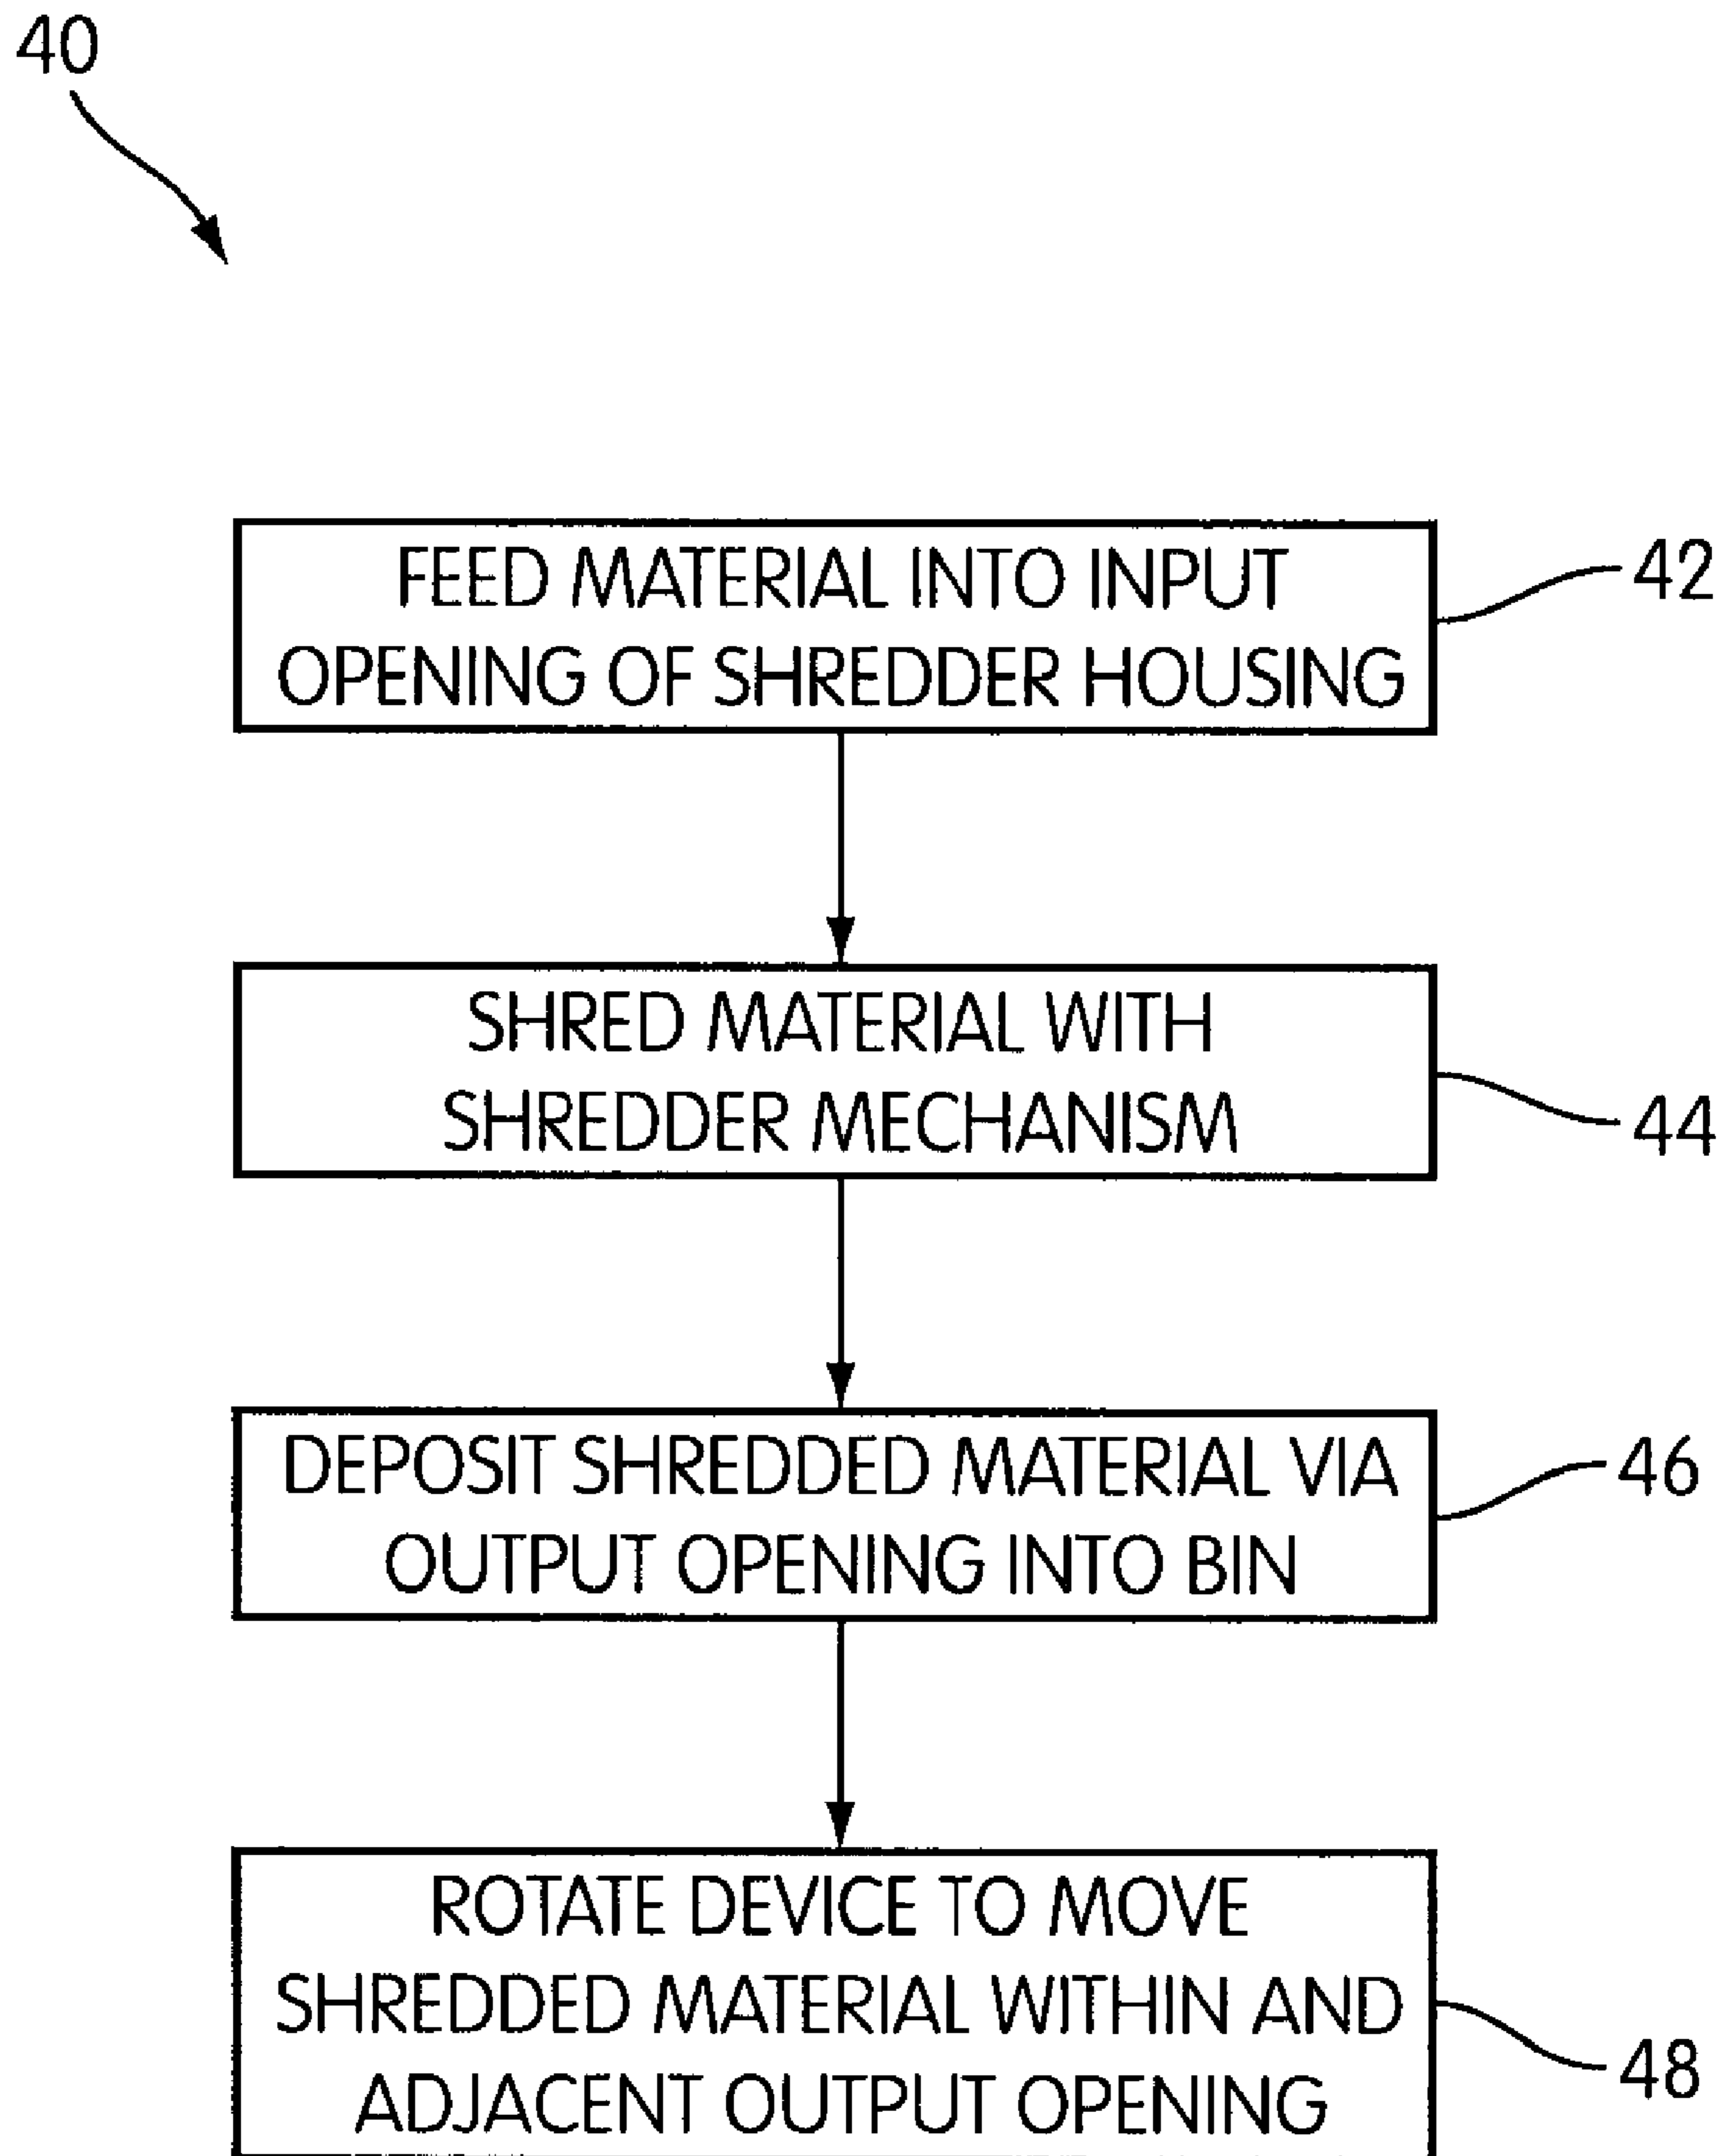 40
FEED MATERIAL INTO INPUT
OPENING OF SHREDDER HOUSING
42
SHRED MATERIAL WITH
SHREDDER MECHANISM
44
DEPOSIT SHREDDED MATERIAL VIA
OUTPUT OPENING INTO BIN
46
ROTATE DEVICE TO MOVE
SHREDDED MATERIAL WITHIN AND
ADJACENT OUTPUT OPENING
48